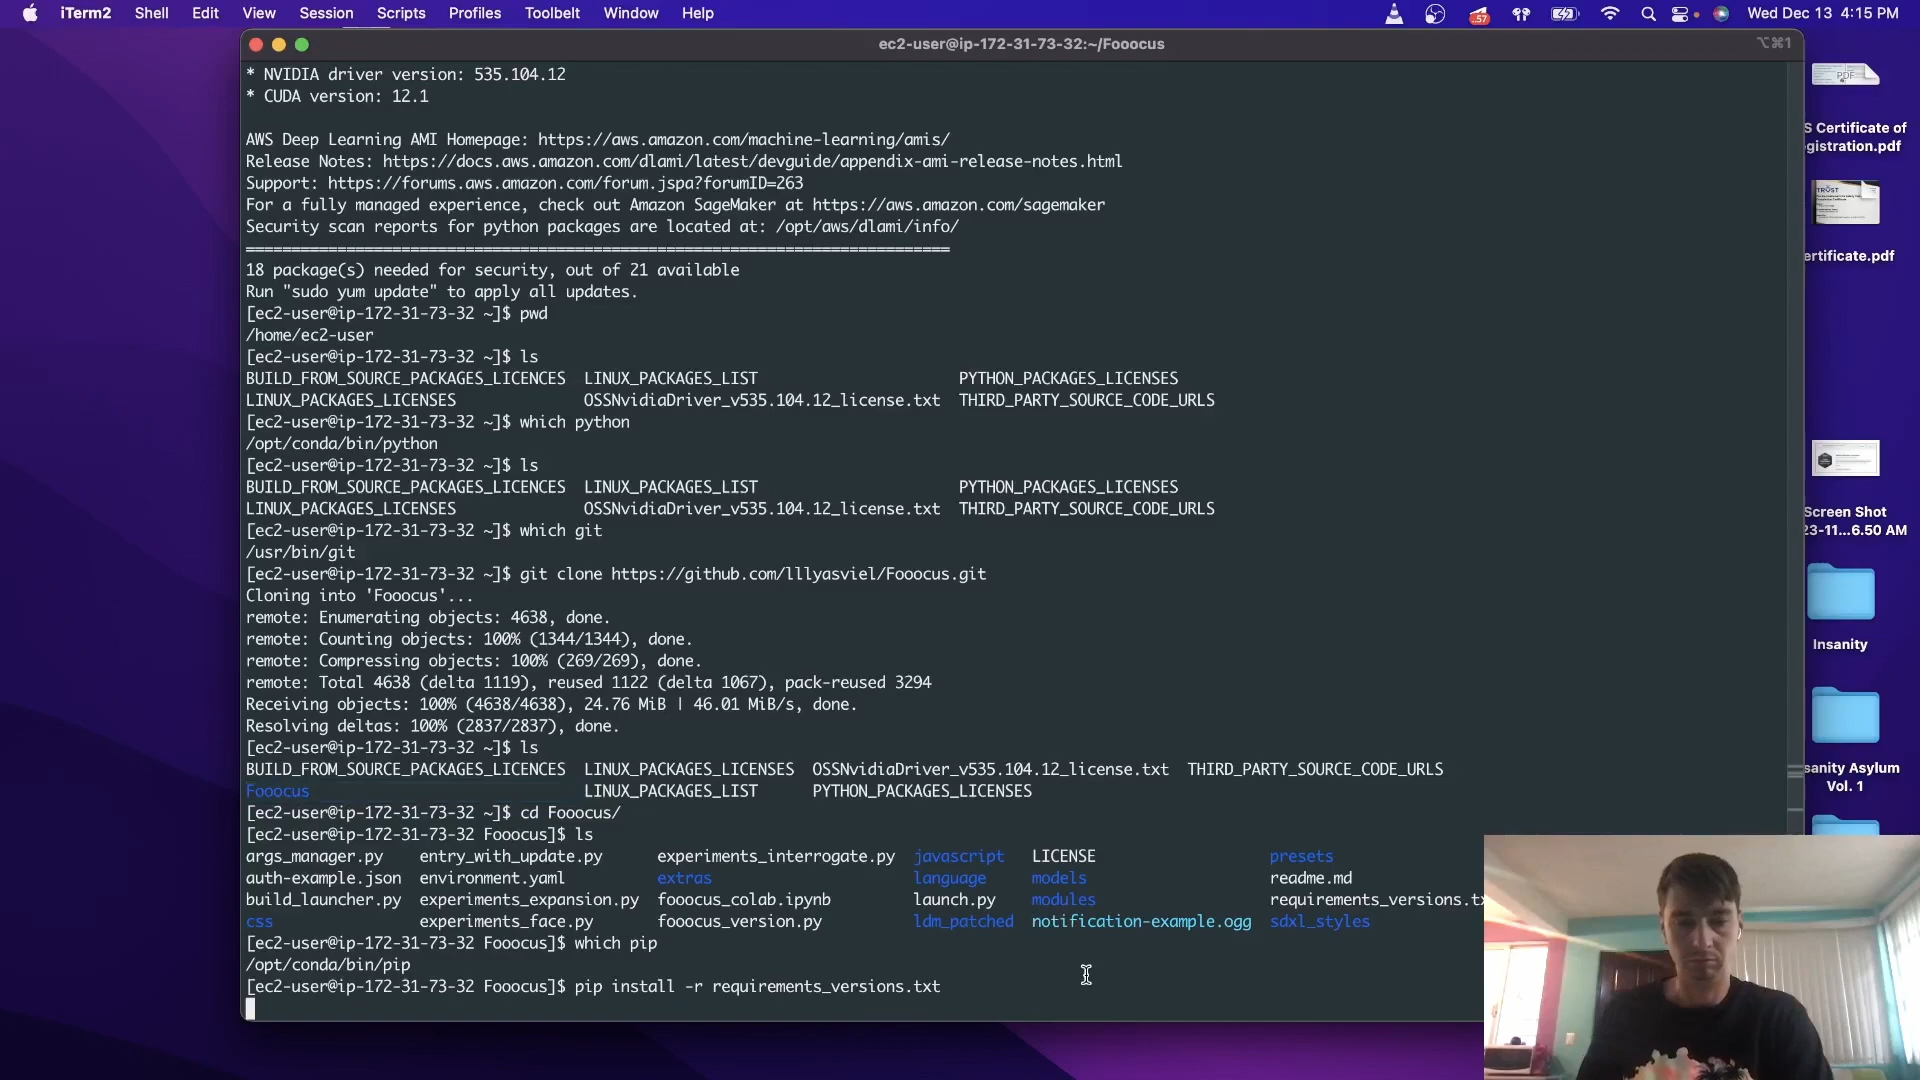 iTerm2 Shell Edit View Session Scripts Profiles Toolbelt Window Help
.57
Wed Dec 13 4:15 PM
ec2-user@ip-172-31-73-32:~/Fooocus
⌥⌘1
* NVIDIA driver version: 535.104.12
* CUDA version: 12.1
AWS Deep Learning AMI Homepage: https://aws.amazon.com/machine-learning/amis/
Release Notes: https://docs.aws.amazon.com/dlami/latest/devguide/appendix-ami-release-notes.html
Support: https://forums.aws.amazon.com/forum.jspa?forumID=263
For a fully managed experience, check out Amazon SageMaker at https://aws.amazon.com/sagemaker
Security scan reports for python packages are located at: /opt/aws/dlami/info/
=============================================================================
18 package(s) needed for security, out of 21 available
Run "sudo yum update" to apply all updates.
[ec2-user@ip-172-31-73-32 ~]$ pwd
/home/ec2-user
[ec2-user@ip-172-31-73-32 ~]$ ls
BUILD_FROM_SOURCE_PACKAGES_LICENCES LINUX_PACKAGES_LIST PYTHON_PACKAGES_LICENSES
LINUX_PACKAGES_LICENSES OSSNvidiaDriver_v535.104.12_license.txt THIRD_PARTY_SOURCE_CODE_URLS
[ec2-user@ip-172-31-73-32 ~]$ which python
/opt/conda/bin/python
[ec2-user@ip-172-31-73-32 ~]$ ls
BUILD_FROM_SOURCE_PACKAGES_LICENCES LINUX_PACKAGES_LIST PYTHON_PACKAGES_LICENSES
LINUX_PACKAGES_LICENSES OSSNvidiaDriver_v535.104.12_license.txt THIRD_PARTY_SOURCE_CODE_URLS
[ec2-user@ip-172-31-73-32 ~]$ which git
/usr/bin/git
[ec2-user@ip-172-31-73-32 ~]$ git clone https://github.com/lllyasviel/Fooocus.git
Cloning into 'Fooocus'...
remote: Enumerating objects: 4638, done.
remote: Counting objects: 100% (1344/1344), done.
remote: Compressing objects: 100% (269/269), done.
remote: Total 4638 (delta 1119), reused 1122 (delta 1067), pack-reused 3294
Receiving objects: 100% (4638/4638), 24.76 MiB | 46.01 MiB/s, done.
Resolving deltas: 100% (2837/2837), done.
[ec2-user@ip-172-31-73-32 ~]$ ls
BUILD_FROM_SOURCE_PACKAGES_LICENCES LINUX_PACKAGES_LICENSES OSSNvidiaDriver_v535.104.12_license.txt THIRD_PARTY_SOURCE_CODE_URLS
Fooocus LINUX_PACKAGES_LIST PYTHON_PACKAGES_LICENSES
[ec2-user@ip-172-31-73-32 ~]$ cd Fooocus/
[ec2-user@ip-172-31-73-32 Fooocus]$ ls
args_manager.py entry_with_update.py experiments_interrogate.py javascript LICENSE presets
auth-example.json environment.yaml extras language models readme.md
build_launcher.py experiments_expansion.py fooocus_colab.ipynb launch.py modules requirements_versions.tx
css experiments_face.py fooocus_version.py ldm_patched notification-example.ogg sdxl_styles
[ec2-user@ip-172-31-73-32 Fooocus]$ which pip
/opt/conda/bin/pip
[ec2-user@ip-172-31-73-32 Fooocus]$ pip install -r requirements_versions.txt
PDF
S Certificate of
gistration.pdf
TRUST
ertificate.pdf
Screen Shot
23-11...6.50 AM
Insanity
sanity Asylum
Vol. 1